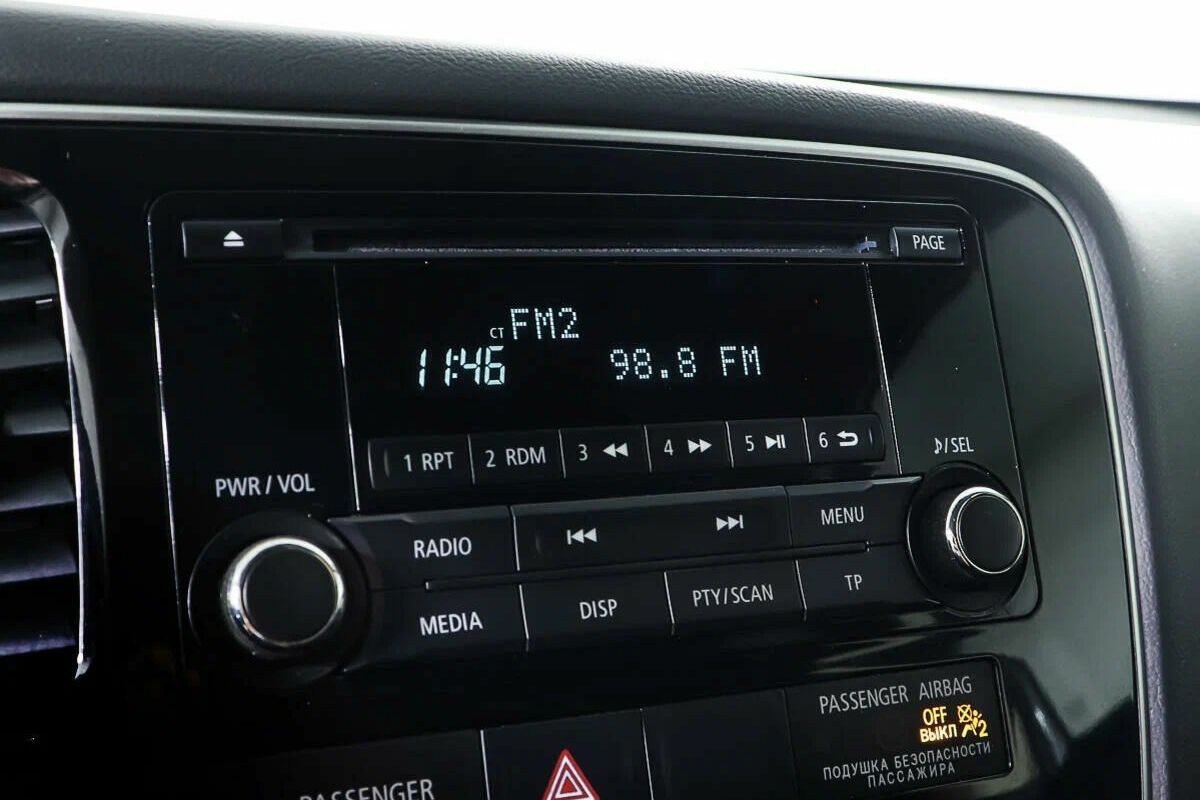 PAGE
CT FM2
11:46 98.8 FM
1 RPT 2 RDM 3 4 5 6
PWR / VOL
♪/SEL
RADIO
MENU
MEDIA
DISP
PTY/SCAN
TP
PASSENGER AIRBAG
OFF
ВЫКЛ 2
ПОДУШКА БЕЗОПАСНОСТИ
ПАССАЖИРА
PASSENGER